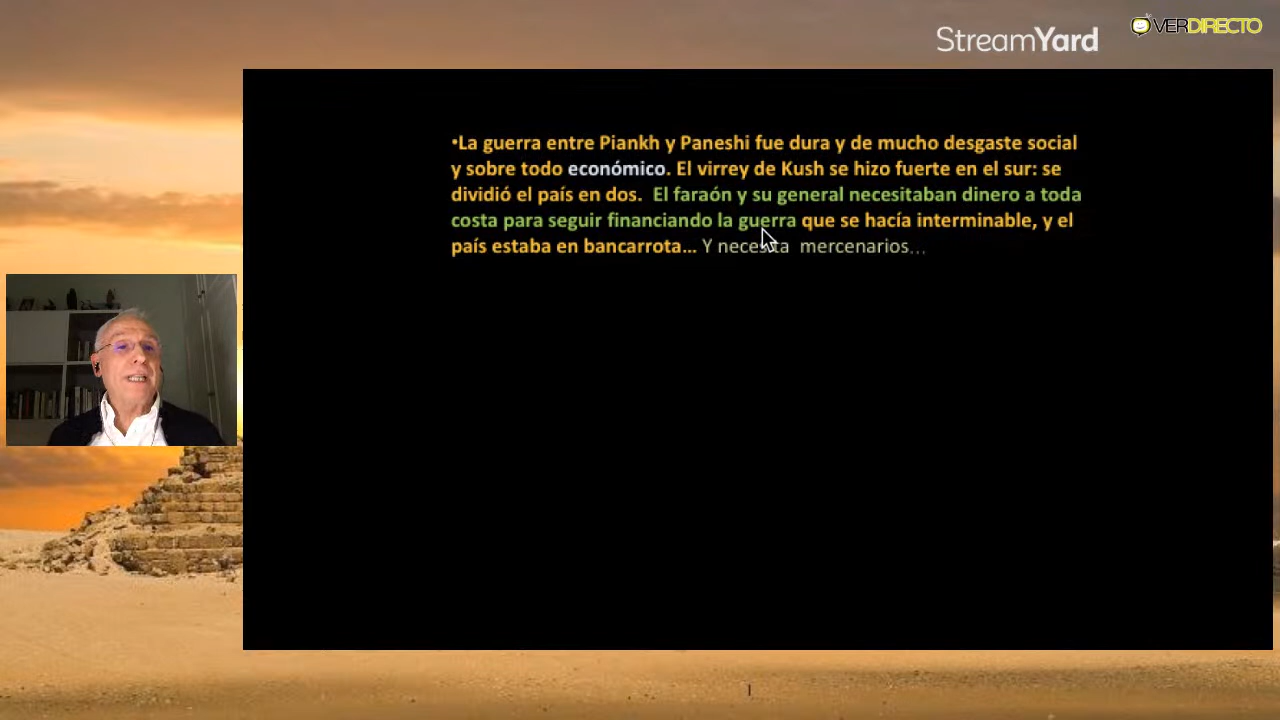 StreamYard
VERDIRECTO
•La guerra entre Piankh y Paneshi fue dura y de mucho desgaste social
y sobre todo económico. El virrey de Kush se hizo fuerte en el sur: se
dividió el país en dos. El faraón y su general necesitaban dinero a toda
costa para seguir financiando la guerra que se hacía interminable, y el
país estaba en bancarrota... Y necesita mercenarios...